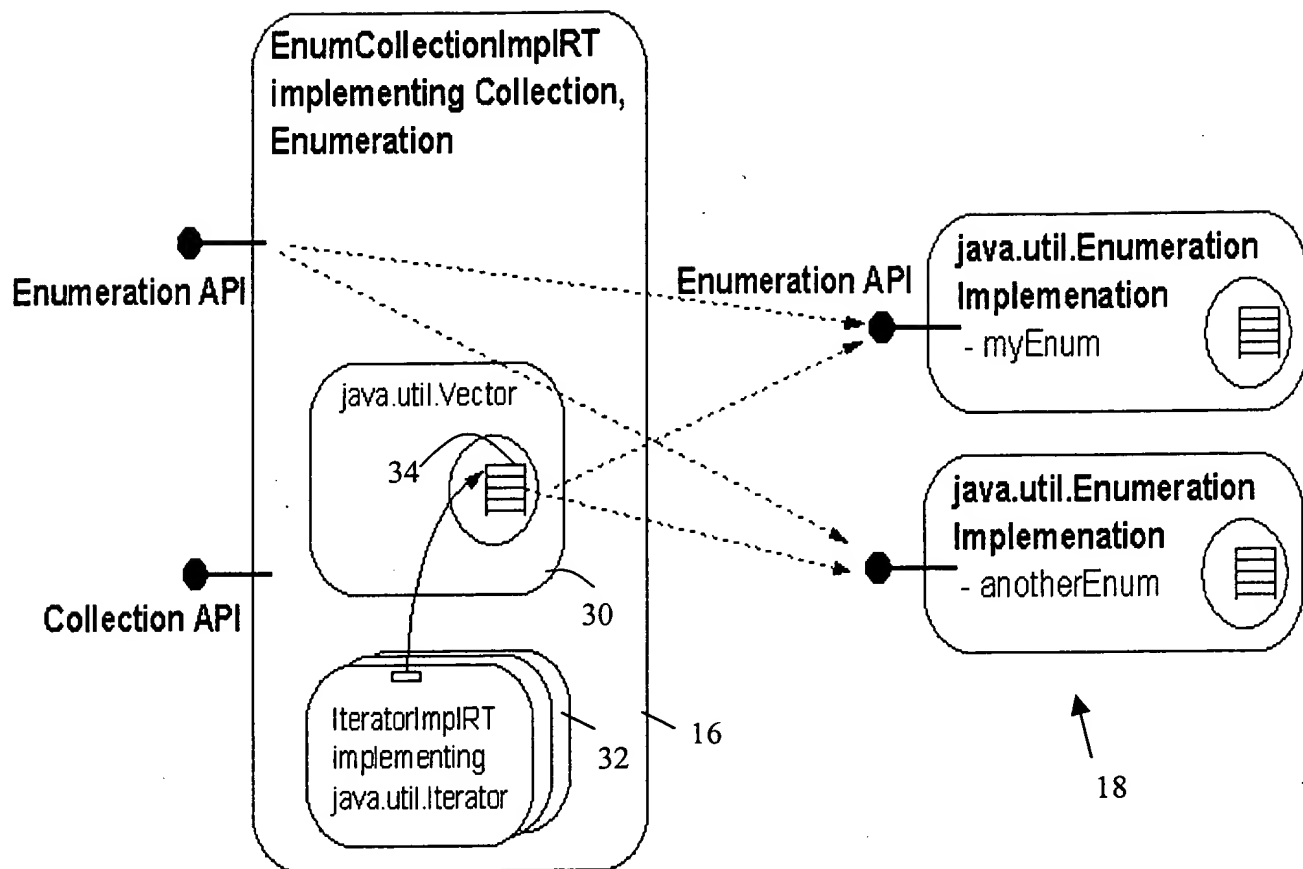 EnumCollectionImplRT
implementing Collection,
Enumeration
Enumeration API
java.util.Vector
34
30
Collection API
IteratorImplRT
implementing
java.util.Iterator
32
16
Enumeration API
java.util.Enumeration
Implemenation
- myEnum
java.util.Enumeration
Implemenation
- anotherEnum
18